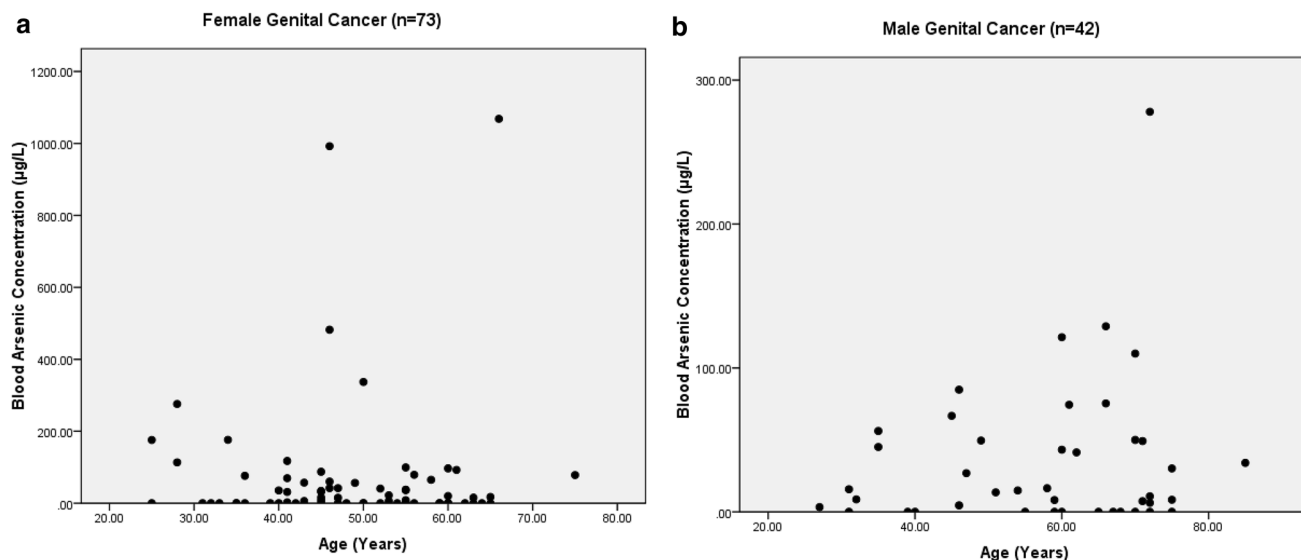 a
Female Genital Cancer (n=73)
1200.00
1000.00
800.00
600.00
400.00
200.00
.00
20.00 30.00 40.00 50.00 60.00 70.00 80.00
Blood Arsenic Concentration (µg/L)
Age (Years)
b
Male Genital Cancer (n=42)
300.00
200.00
100.00
.00
20.00 40.00 60.00 80.00
Blood Arsenic Concentration (µg/L)
Age (Years)